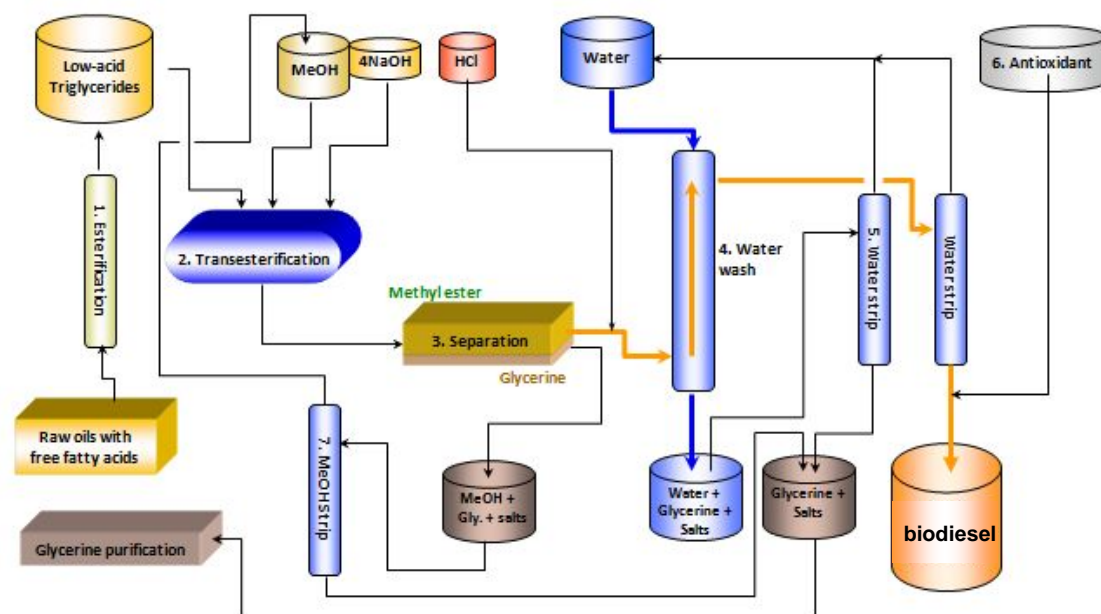 Low-acid
Triglycerides
MeOH
4NaOH
HCl
Water
6. Antioxidant
1. Esterification
2. Transesterification
Methyl ester
3. Separation
Glycerine
4. Water
wash
5. Water strip
Water strip
Raw oils with
free fatty acids
7. MeOH Strip
MeOH +
Gly. + salts
Water +
Glycerine +
Salts
Glycerine +
Salts
biodiesel
Glycerine purification